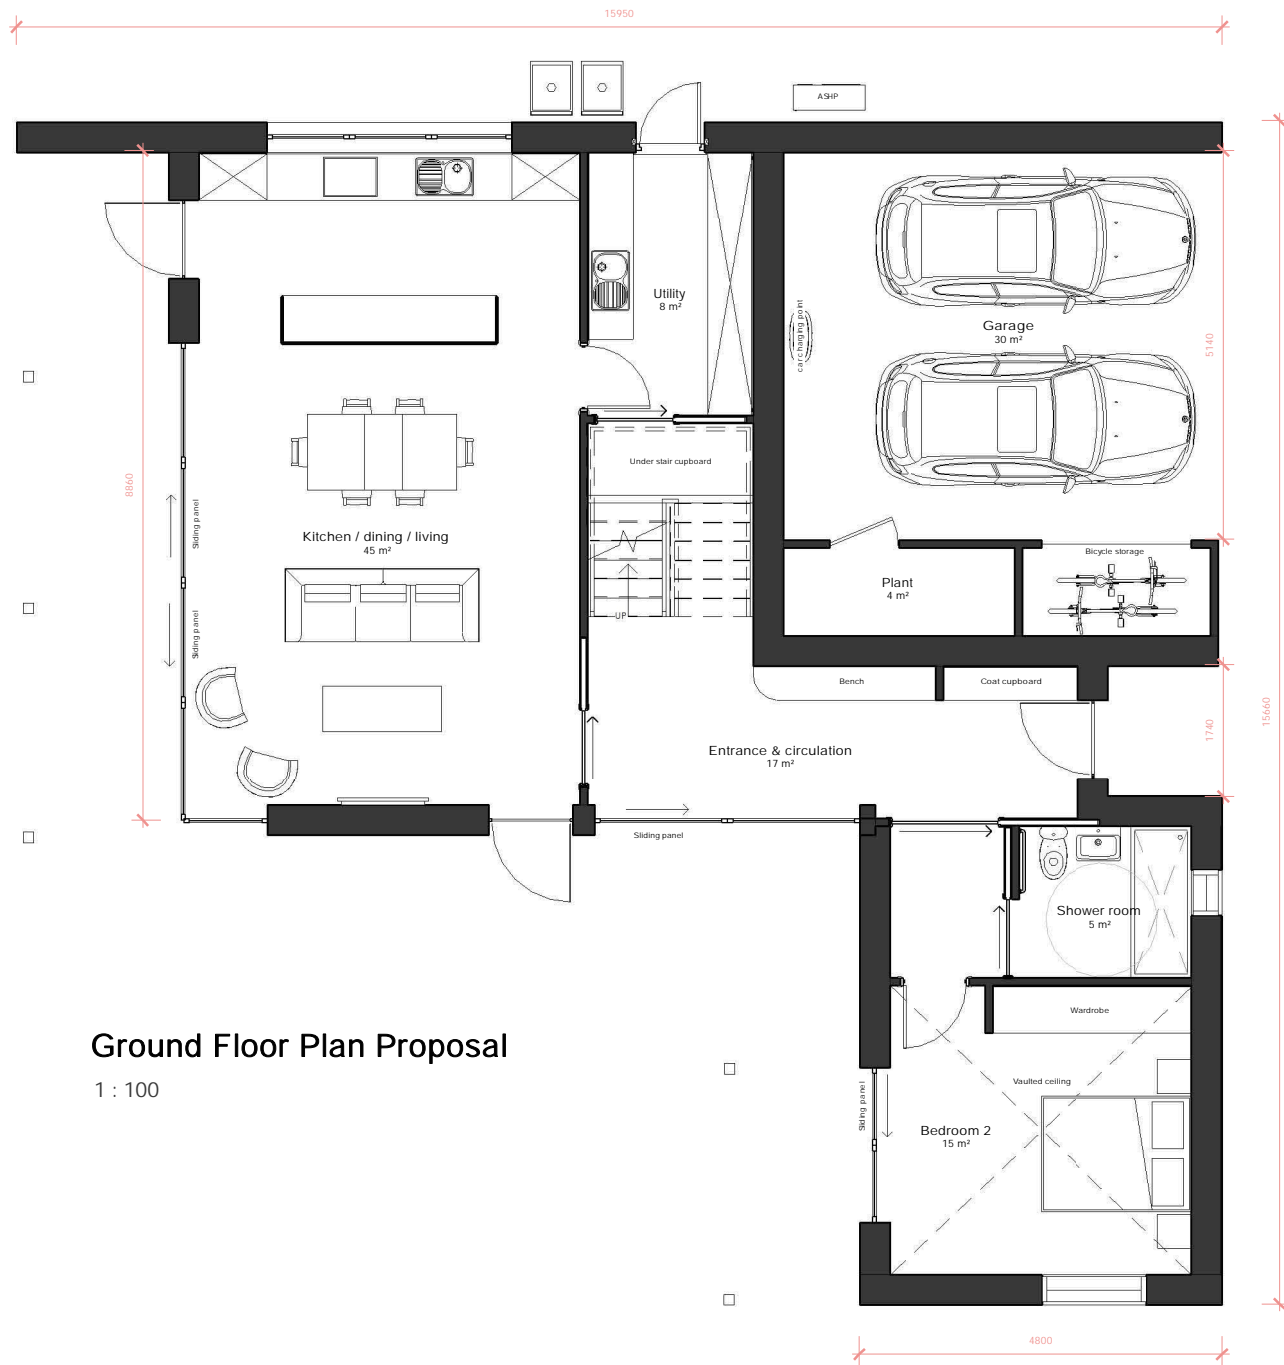 15950
ASHP
Utility
8 m²
Garage
30 m²
car charging point
5140
8860
Under stair cupboard
Sliding panel
Kitchen / dining / living
45 m²
Bicycle storage
Plant
4 m²
UP
Sliding panel
Bench
Coat cupboard
15660
1740
Entrance & circulation
17 m²
Sliding panel
Shower room
5 m²
Wardrobe
Ground Floor Plan Proposal
1 : 100
Vaulted ceiling
Sliding panel
Bedroom 2
15 m²
4800